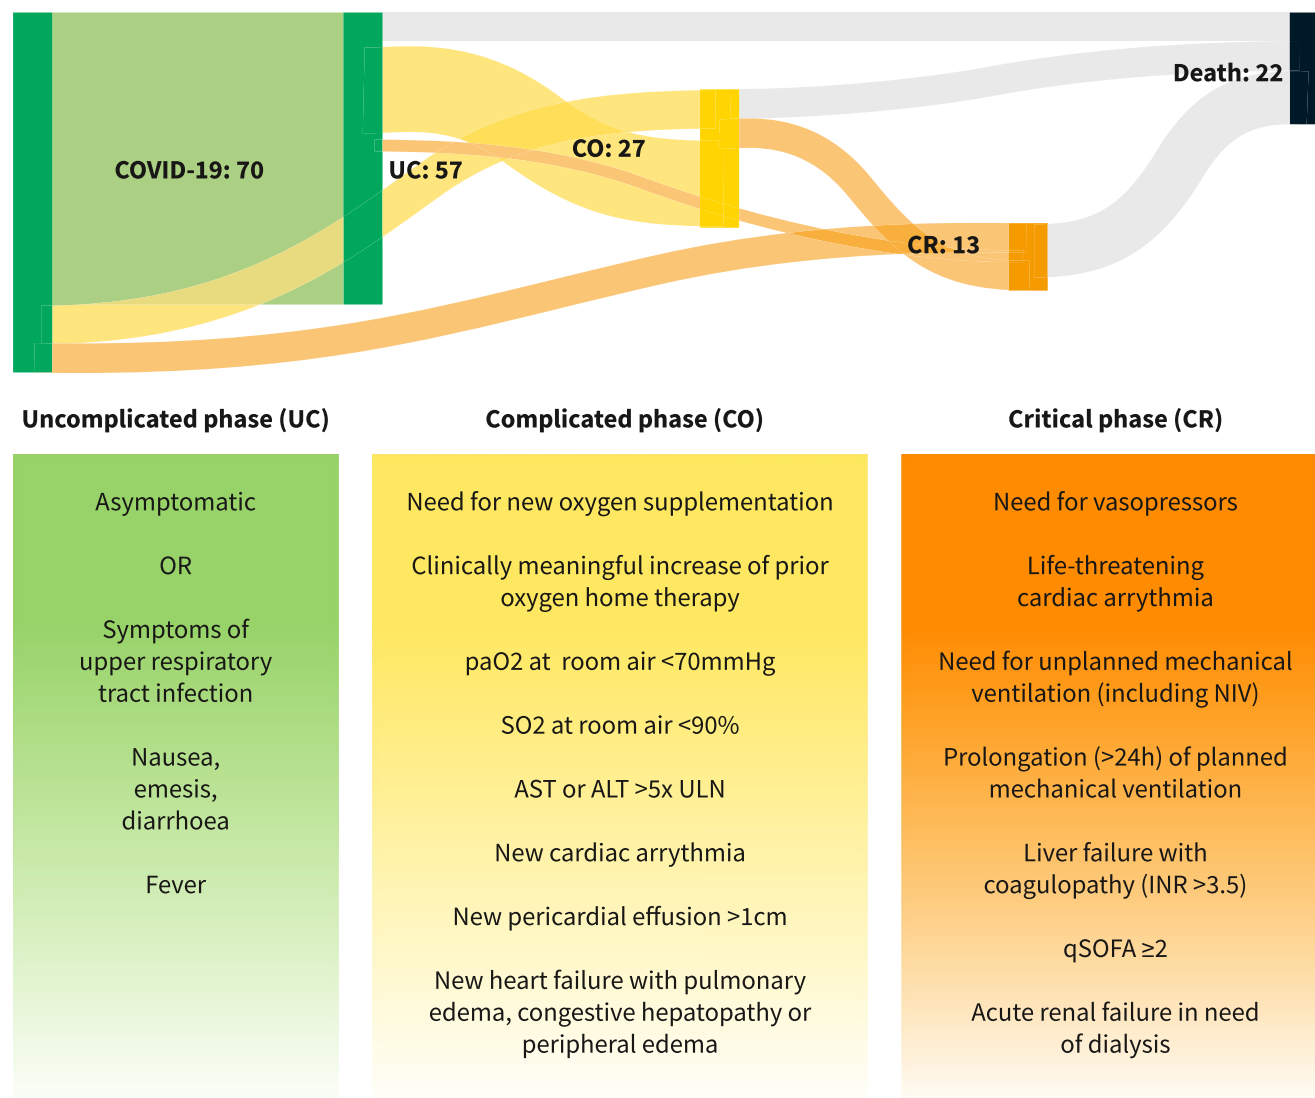 Death: 22
CO: 27
COVID-19: 70
UC: 57
CR: 13
Uncomplicated phase (UC)
Asymptomatic
OR
Symptoms of
upper respiratory
tract infection
Nausea,
emesis,
diarrhoea
Fever
Complicated phase (CO)
Need for new oxygen supplementation
Clinically meaningful increase of prior
oxygen home therapy
paO2 at room air <70mmHg
SO2 at room air <90%
AST or ALT >5x ULN
New cardiac arrythmia
New pericardial effusion >1cm
New heart failure with pulmonary
edema, congestive hepatopathy or
peripheral edema
Critical phase (CR)
Need for vasopressors
Life-threatening
cardiac arrythmia
Need for unplanned mechanical
ventilation (including NIV)
Prolongation (>24h) of planned
mechanical ventilation
Liver failure with
coagulopathy (INR >3.5)
qSOFA ≥2
Acute renal failure in need
of dialysis